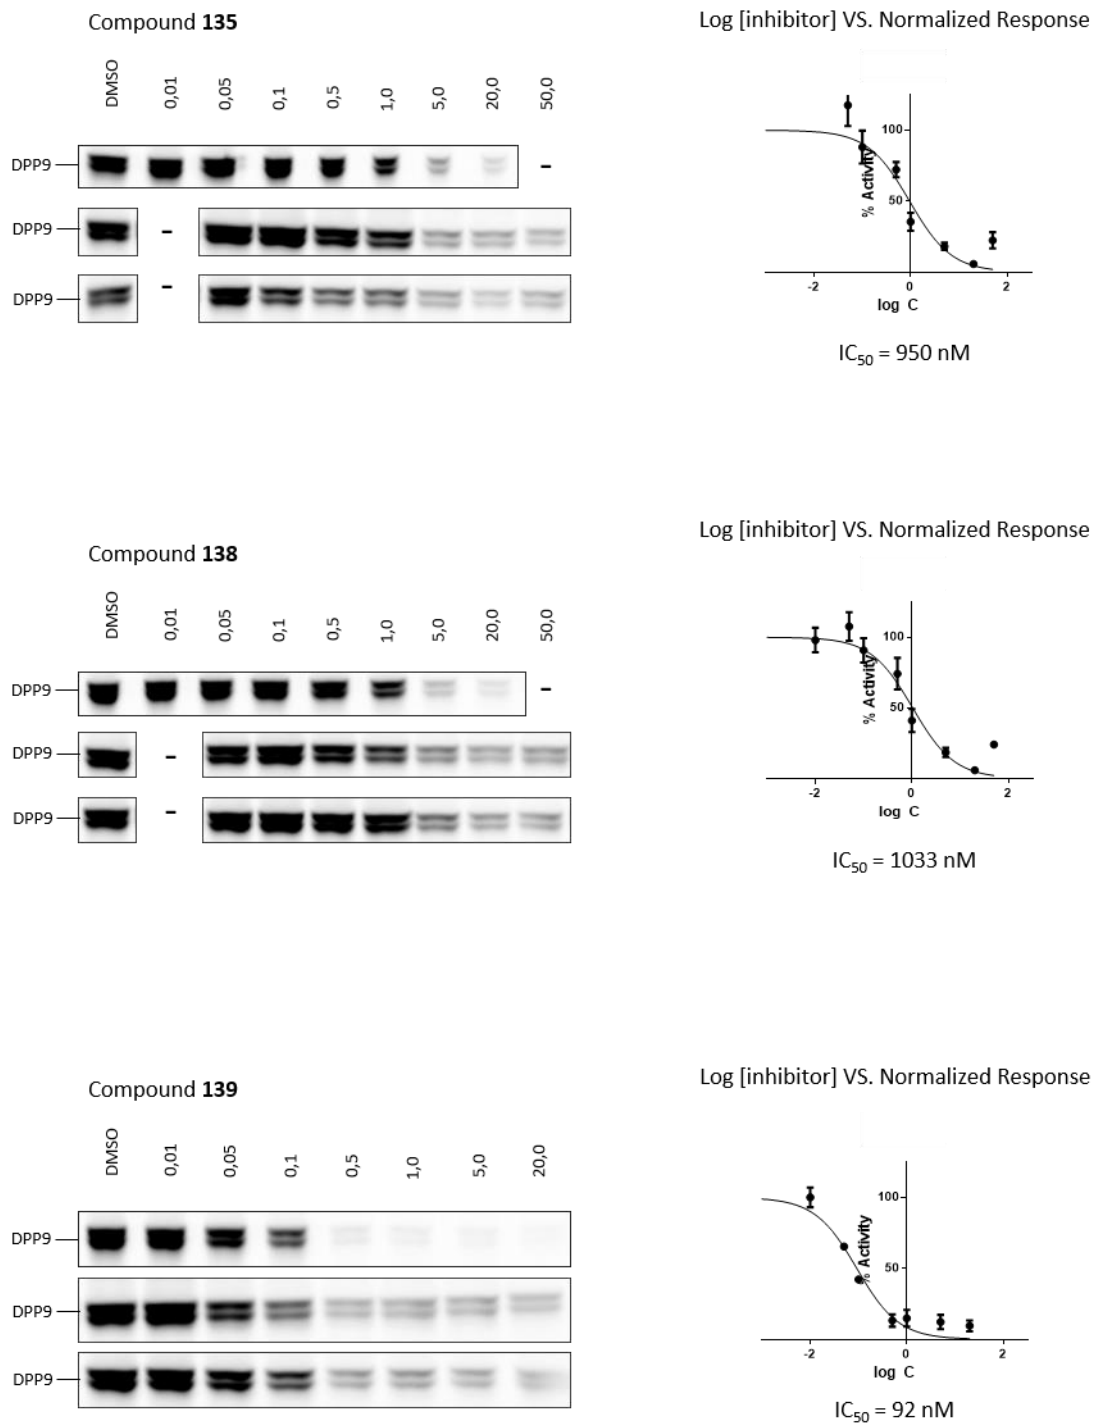 Compound 135
Log [inhibitor] VS. Normalized Response
DMSO 0,01 0,05 0,1 0,5 1,0 5,0 20,0 50,0
DPP9 -
DPP9 -
DPP9 -
100
50
% Activity
-2 0 2
log C
IC50 = 950 nM
Compound 138
Log [inhibitor] VS. Normalized Response
DMSO 0,01 0,05 0,1 0,5 1,0 5,0 20,0 50,0
DPP9 -
DPP9 -
DPP9 -
100
50
% Activity
-2 0 2
log C
IC50 = 1033 nM
Compound 139
Log [inhibitor] VS. Normalized Response
DMSO 0,01 0,05 0,1 0,5 1,0 5,0 20,0
DPP9
DPP9
DPP9
100
50
% Activity
-2 0 2
log C
IC50 = 92 nM